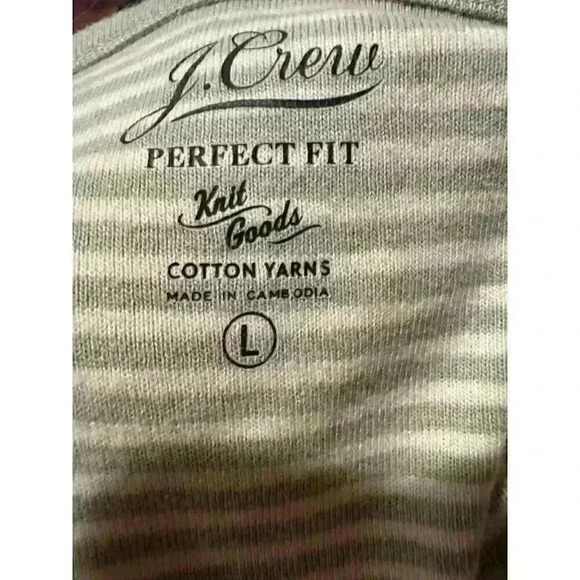 J.Crew
PERFECT FIT
Knit
Goods
COTTON YARNS
MADE IN CAMBODIA
L